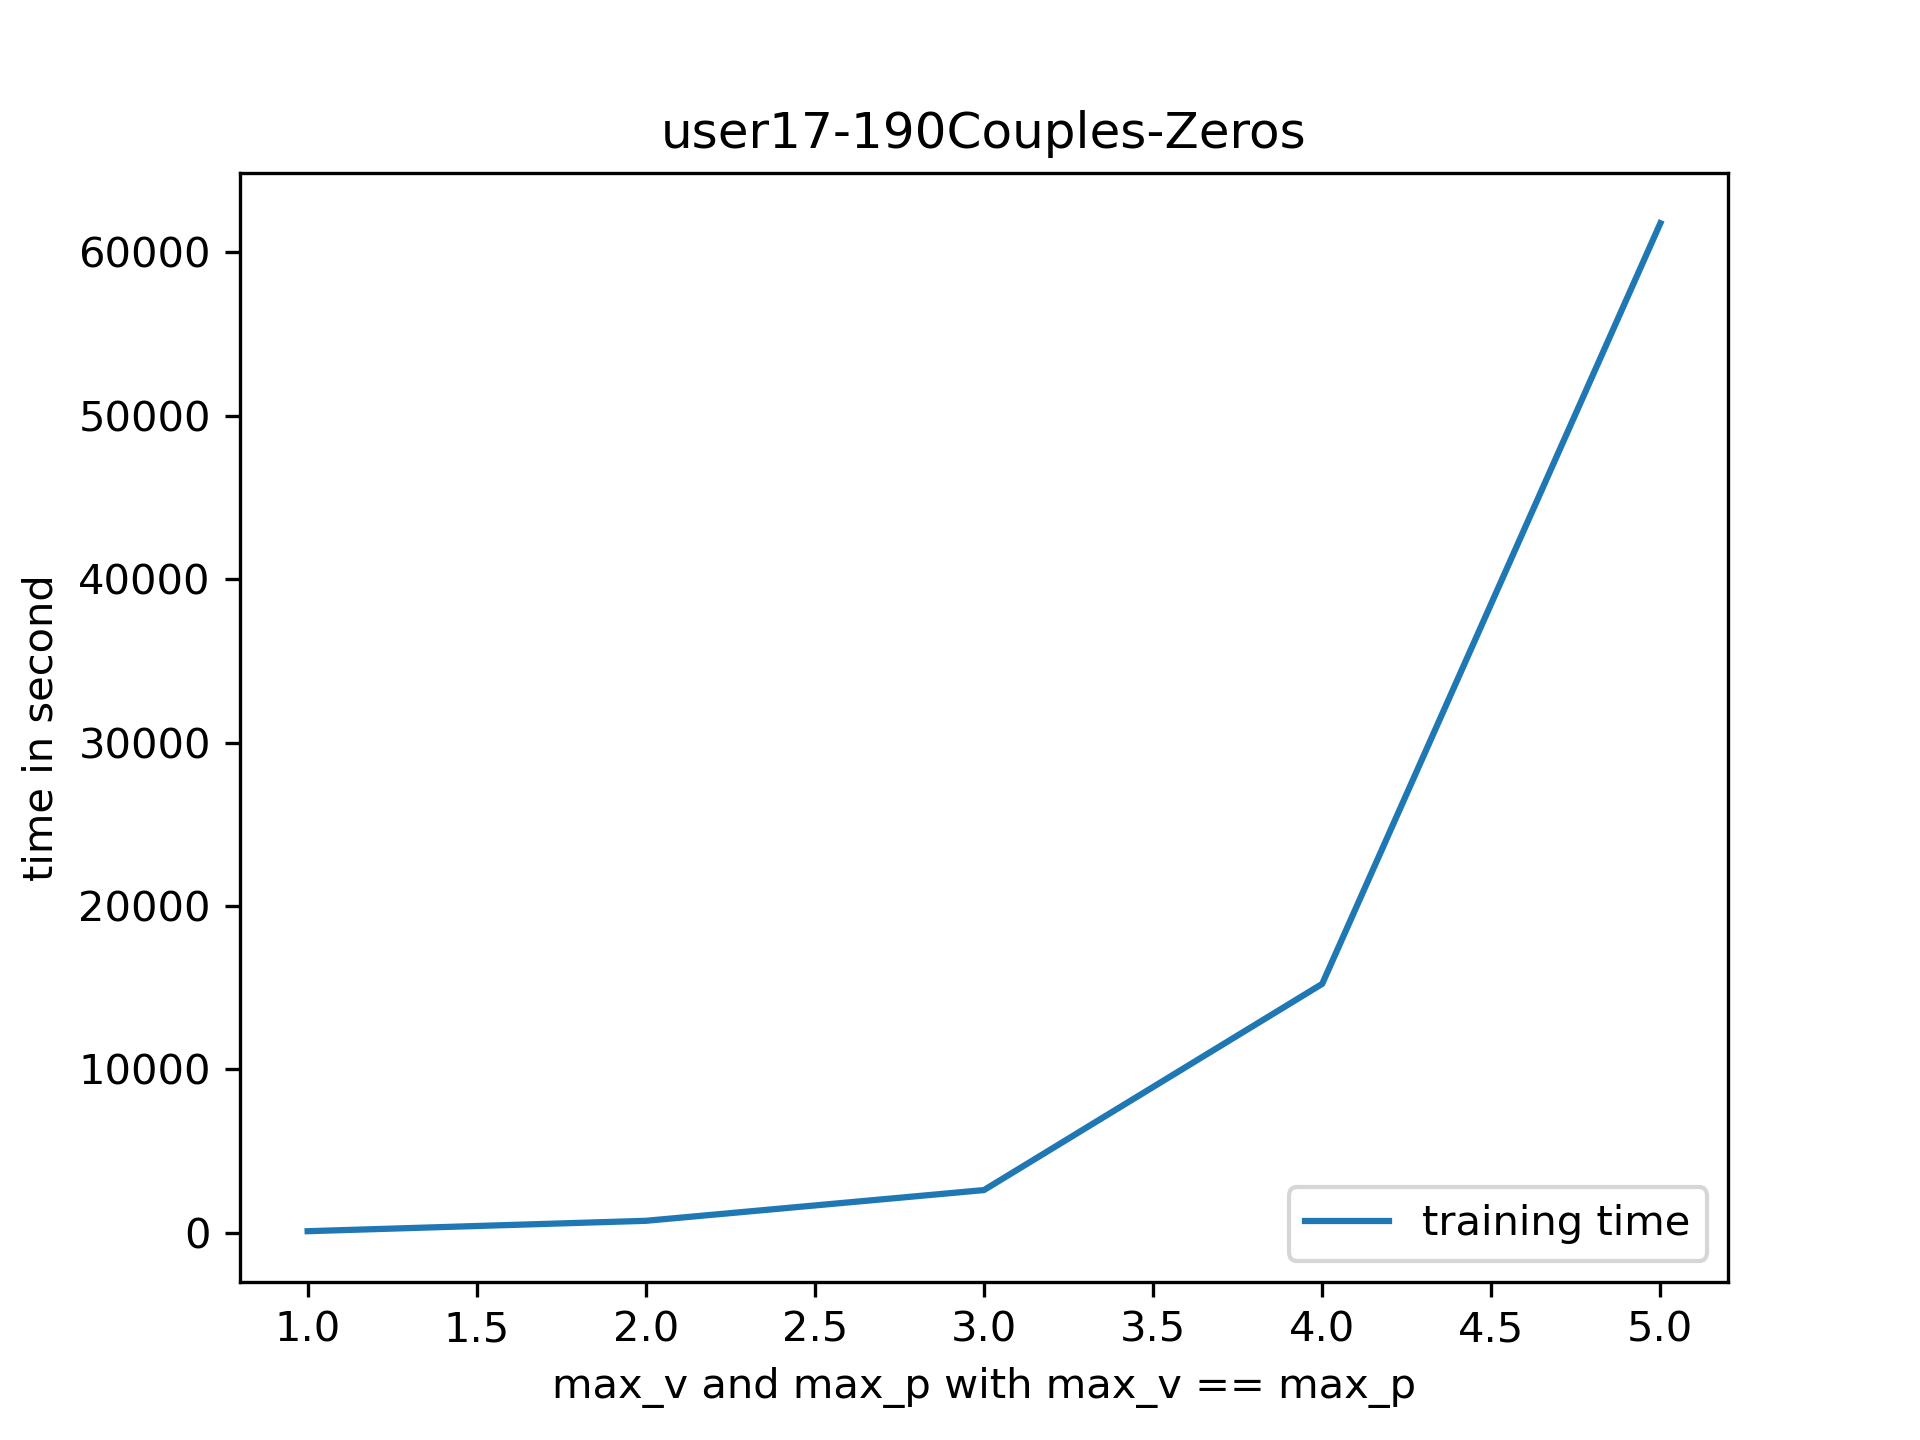 user17-190Couples-Zeros
60000
50000
40000
30000
20000
10000
0
time in second
training time
1.0 1.5 2.0 2.5 3.0 3.5 4.0 4.5 5.0
max_v and max_p with max_v == max_p